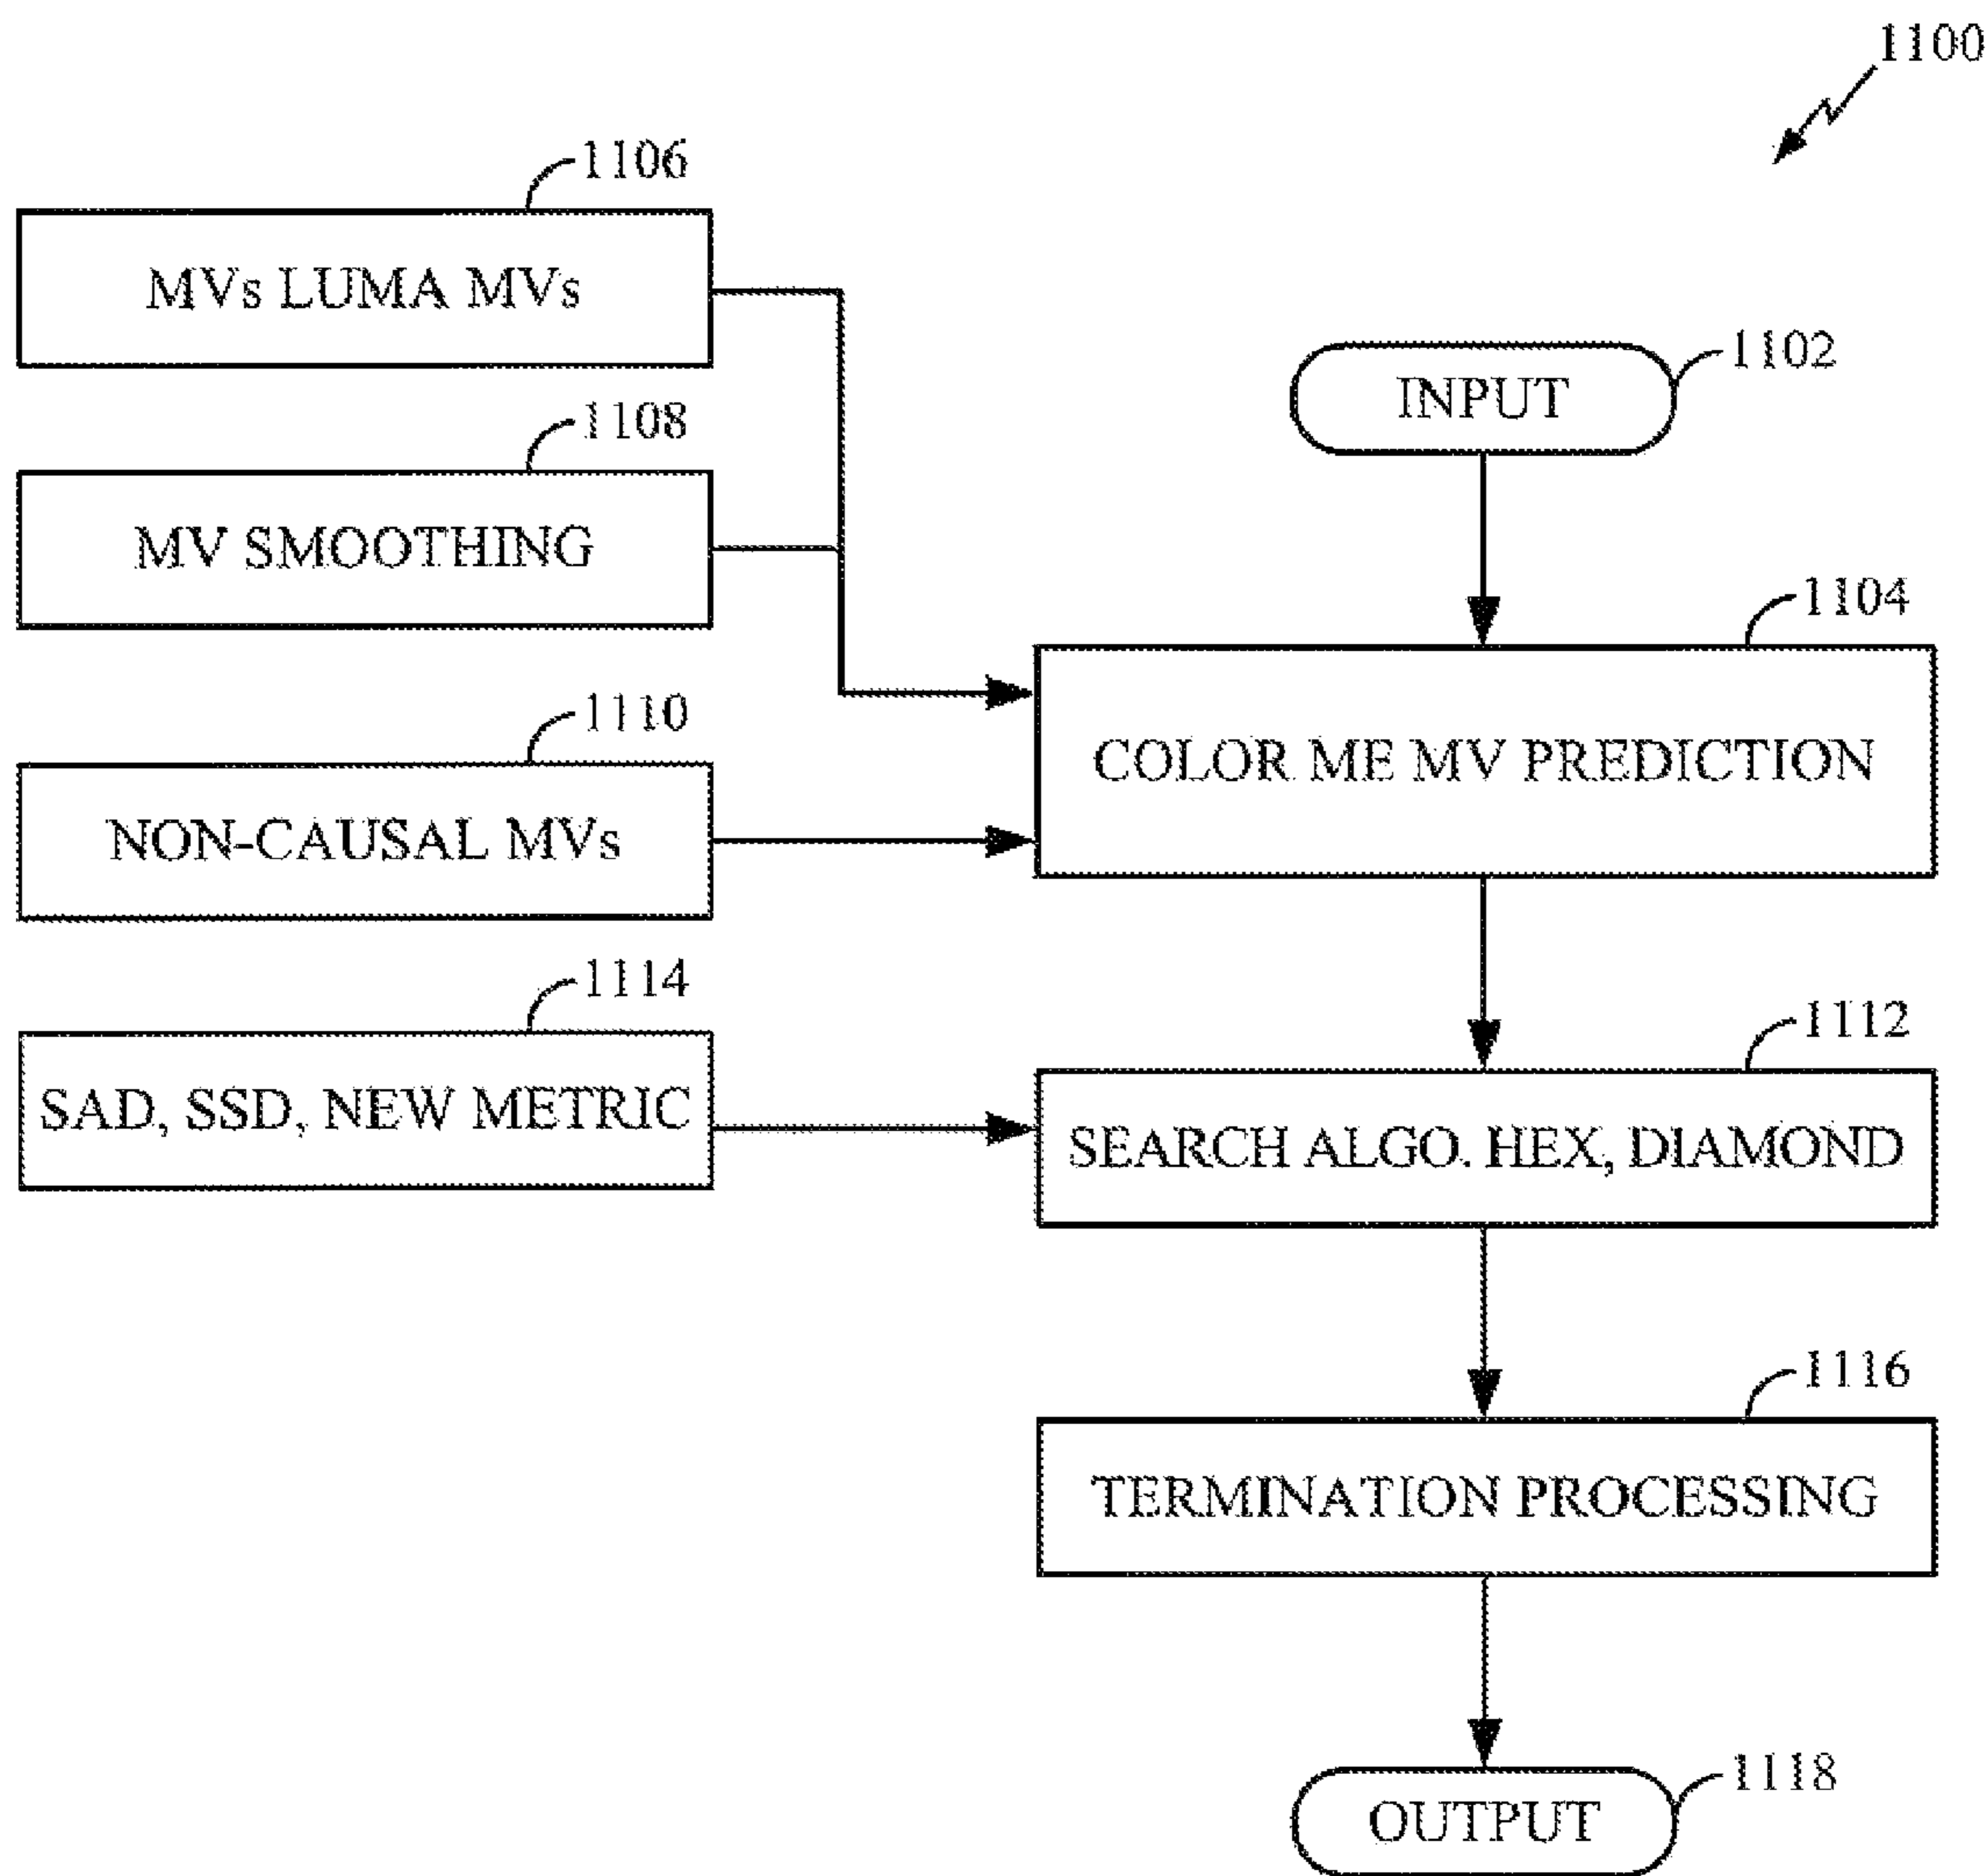 1100
1106
MVs LUMA MVs
1102
INPUT
1108
MV SMOOTHING
1104
COLOR ME MV PREDICTION
1110
NON-CAUSAL MVs
1114
SAD, SSD, NEW METRIC
1112
SEARCH ALGO. HEX, DIAMOND
1116
TERMINATION PROCESSING
1118
OUTPUT